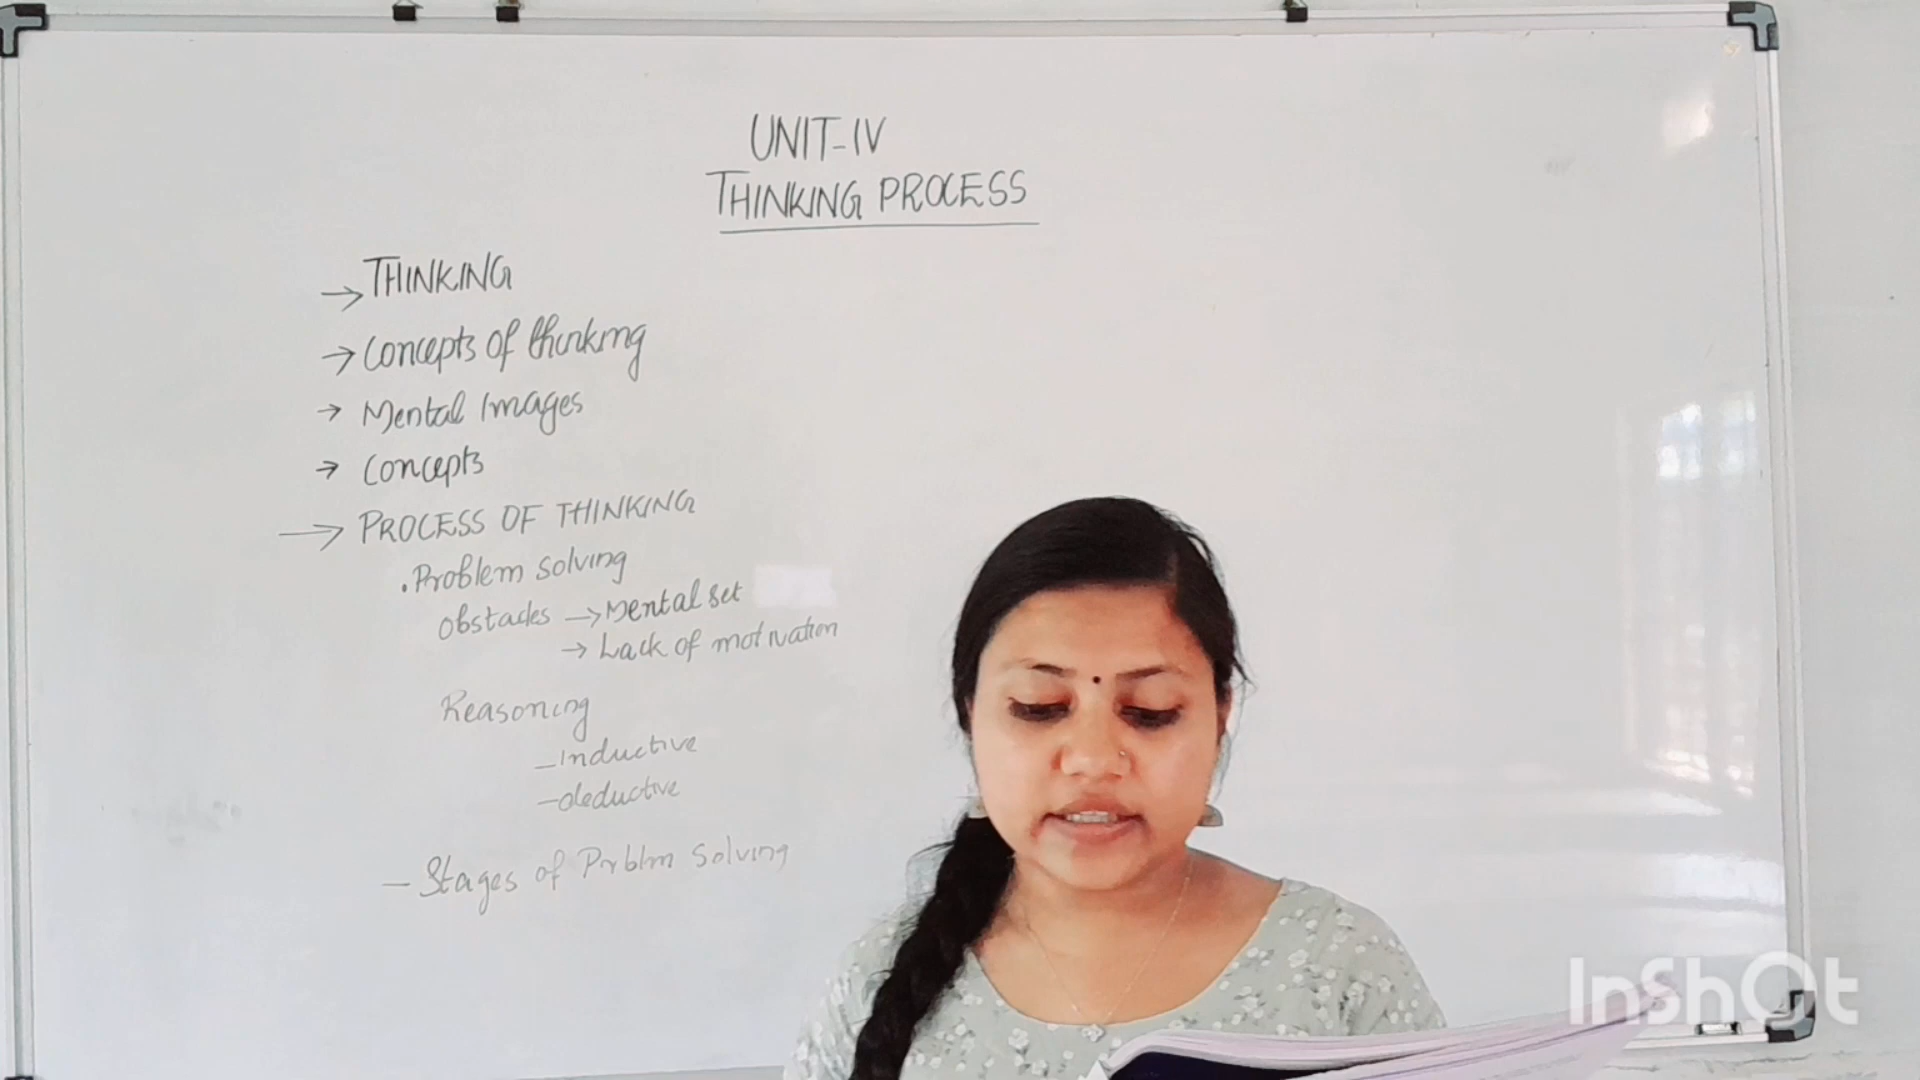 UNIT-IV
THINKING PROCESS
→ THINKING
→ Concepts of thinking
→ Mental Images
→ Concepts
→ PROCESS OF THINKING
. Problem solving
Obstacles → Mental set
→ Lack of motivation
Reasoning
- Inductive
- deductive
- Stages of Prblm Solving
InShOt